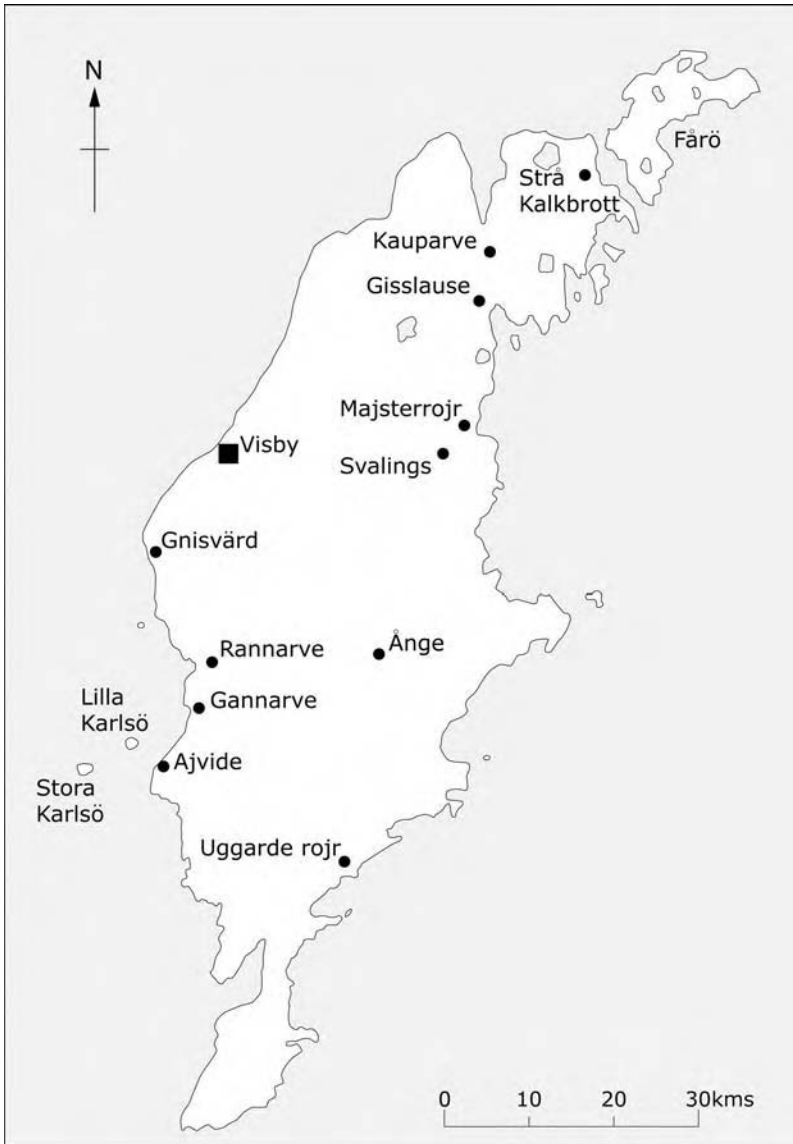 N
Fårö
Strå
Kalkbrott
Kauparve
Gisslause
Majsterrojr
Visby
Svalings
Gnisvärd
Rannarve
Ånge
Lilla
Karlsö
Gannarve
Ajvide
Stora
Karlsö
Uggarde rojr
0 10 20 30kms